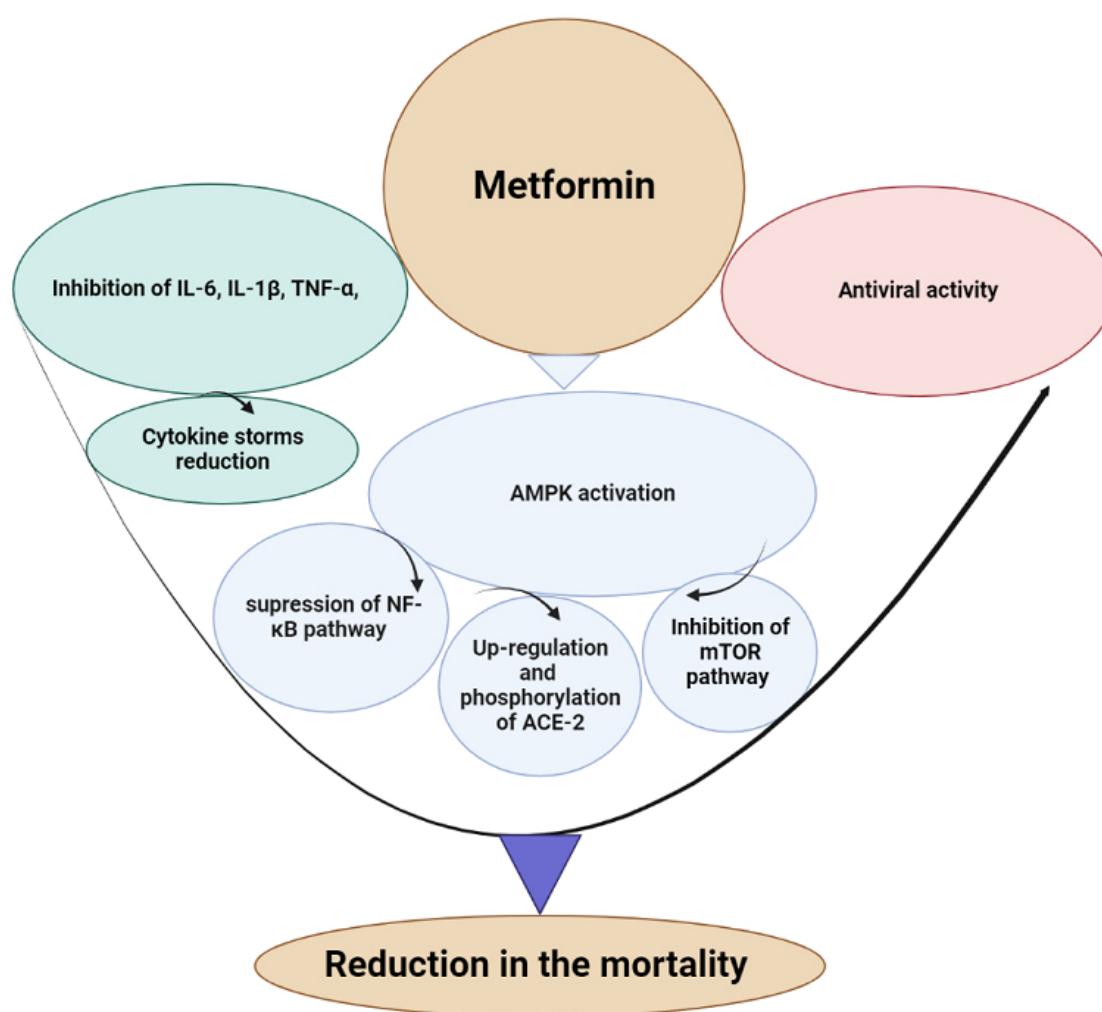 Metformin
Inhibition of IL-6, IL-1β, TNF-α,
Antiviral activity
Cytokine storms
reduction
AMPK activation
supression of NF-
κB pathway
Up-regulation
and
phosphorylation
of ACE-2
Inhibition of
mTOR
pathway
Reduction in the mortality